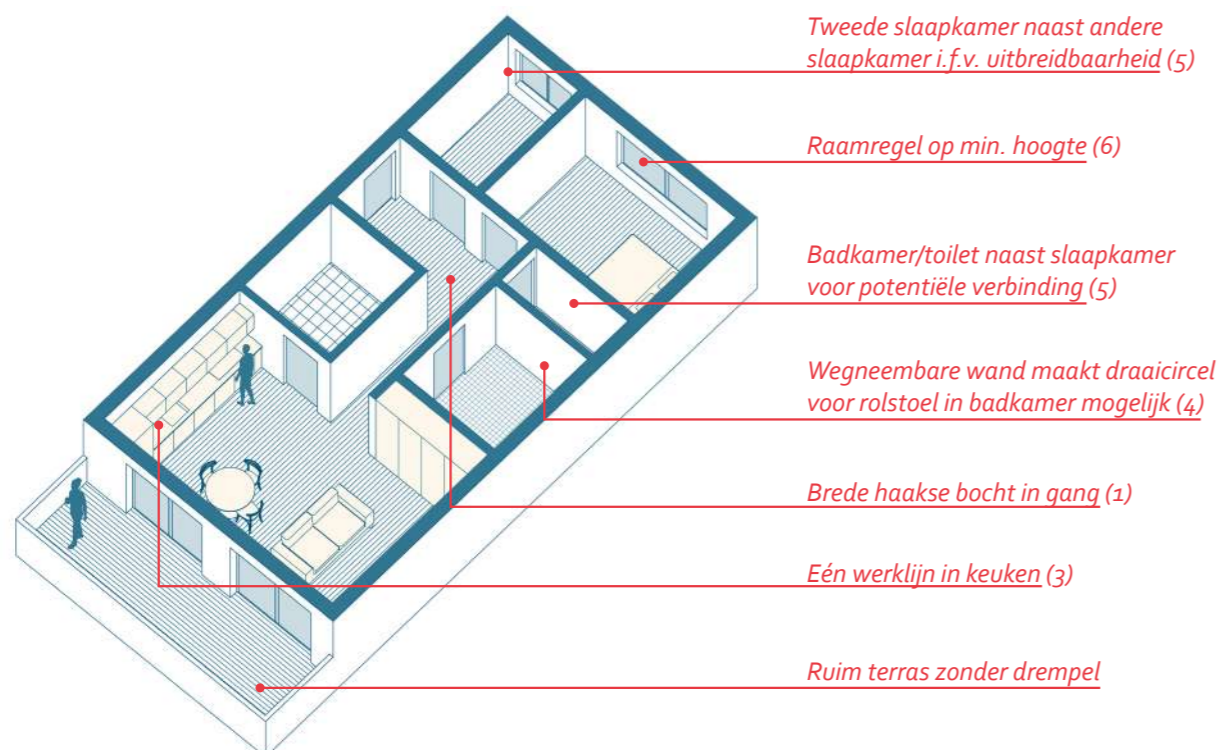 Tweede slaapkamer naast andere
slaapkamer i.f.v. uitbreidbaarheid (5)
Raamregel op min. hoogte (6)
Badkamer/toilet naast slaapkamer
voor potentiële verbinding (5)
Wegneembare wand maakt draaicircel
voor rolstoel in badkamer mogelijk (4)
Brede haakse bocht in gang (1)
Eén werklijn in keuken (3)
Ruim terras zonder drempel